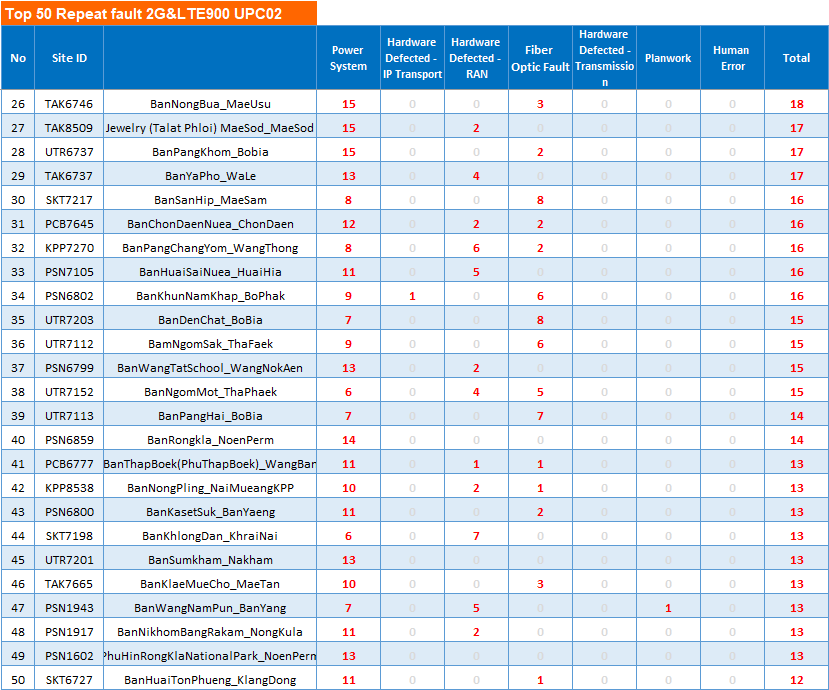 Top 50 Repeat fault 2G&LTE900 UPC02
No Site ID Power System Hardware Defected - IP Transport Hardware Defected - RAN Fiber Optic Fault Hardware Defected - Transmission Planwork Human Error Total
26 TAK6746 BanNongBua_MaeUsu 15 0 0 3 0 0 0 18
27 TAK8509 Jewelry (Talat Phloi) MaeSod_MaeSod 15 0 2 0 0 0 0 17
28 UTR6737 BanPangKhom_Bobia 15 0 0 2 0 0 0 17
29 TAK6737 BanYaPho_WaLe 13 0 4 0 0 0 0 17
30 SKT7217 BanSanHip_MaeSam 8 0 0 8 0 0 0 16
31 PCB7645 BanChonDaenNuea_ChonDaen 12 0 2 2 0 0 0 16
32 KPP7270 BanPangChangYom_WangThong 8 0 6 2 0 0 0 16
33 PSN7105 BanHuaiSaiNuea_HuaiHia 11 0 5 0 0 0 0 16
34 PSN6802 BanKhunNamKhap_BoPhak 9 1 0 6 0 0 0 16
35 UTR7203 BanDenChat_BoBia 7 0 0 8 0 0 0 15
36 UTR7112 BamNgomSak_ThaFaek 9 0 0 6 0 0 0 15
37 PSN6799 BanWangTatSchool_WangNokAen 13 0 2 0 0 0 0 15
38 UTR7152 BanNgomMot_ThaPhaek 6 0 4 5 0 0 0 15
39 UTR7113 BanPangHai_BoBia 7 0 0 7 0 0 0 14
40 PSN6859 BanRongkla_NoenPerm 14 0 0 0 0 0 0 14
41 PCB6777 BanThapBoek(PhuThapBoek)_WangBan 11 0 1 1 0 0 0 13
42 KPP8538 BanNongPling_NaiMueangKPP 10 0 2 1 0 0 0 13
43 PSN6800 BanKasetSuk_BanYaeng 11 0 0 2 0 0 0 13
44 SKT7198 BanKhlongDan_KhraiNai 6 0 7 0 0 0 0 13
45 UTR7201 BanSumkham_Nakham 13 0 0 0 0 0 0 13
46 TAK7665 BanKlaeMueCho_MaeTan 10 0 0 3 0 0 0 13
47 PSN1943 BanWangNamPun_BanYang 7 0 5 0 0 1 0 13
48 PSN1917 BanNikhomBangRakam_NongKula 11 0 2 0 0 0 0 13
49 PSN1602 PhuHinRongKlaNationalPark_NoenPerm 13 0 0 0 0 0 0 13
50 SKT6727 BanHuaiTonPhueng_KlangDong 11 0 0 1 0 0 0 12